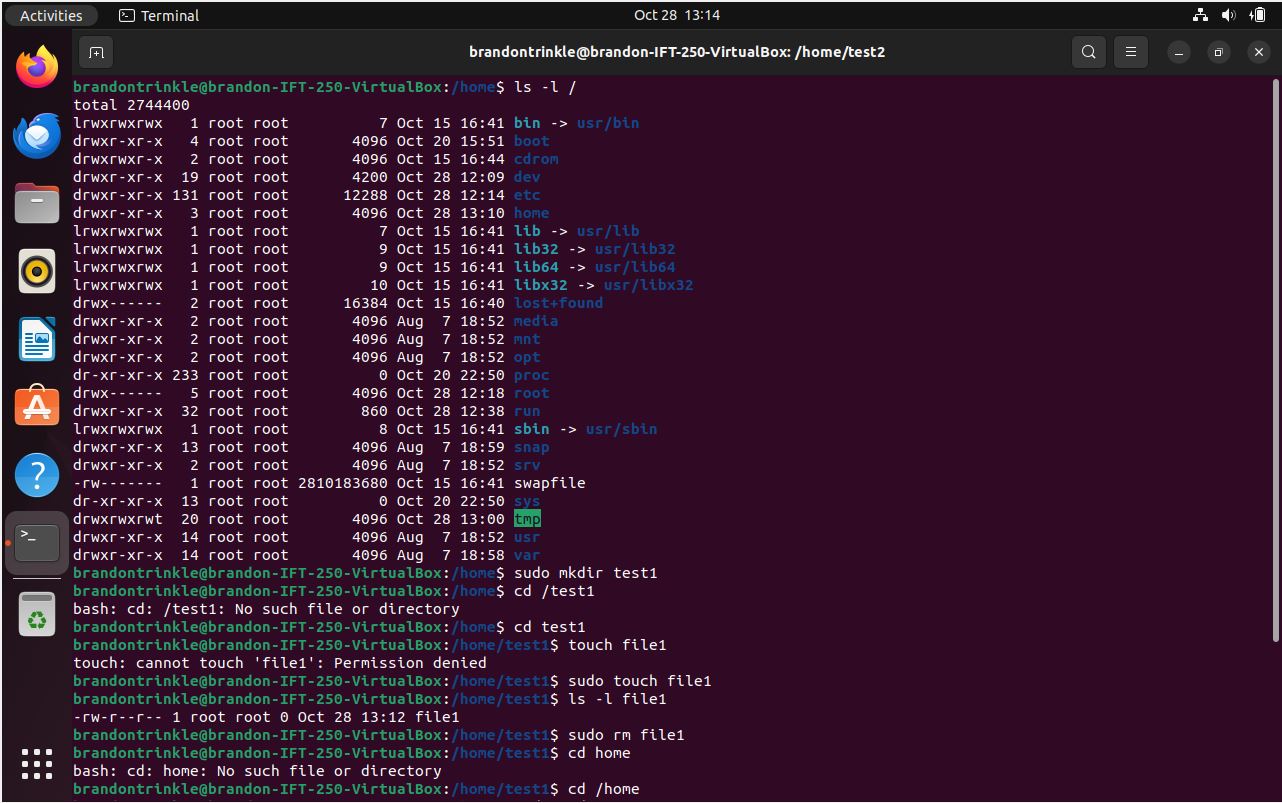 Activities
Terminal
Oct 28 13:14
brandontrinkle@brandon-IFT-250-VirtualBox: /home/test2
brandontrinkle@brandon-IFT-250-VirtualBox:/home$ ls -l /
total 2744400
lrwxrwxrwx   1 root root          7 Oct 15 16:41 bin -> usr/bin
drwxr-xr-x   4 root root       4096 Oct 20 15:51 boot
drwxrwxr-x   2 root root       4096 Oct 15 16:44 cdrom
drwxr-xr-x  19 root root       4200 Oct 28 12:09 dev
drwxr-xr-x 131 root root      12288 Oct 28 12:14 etc
drwxr-xr-x   3 root root       4096 Oct 28 13:10 home
lrwxrwxrwx   1 root root          7 Oct 15 16:41 lib -> usr/lib
lrwxrwxrwx   1 root root          9 Oct 15 16:41 lib32 -> usr/lib32
lrwxrwxrwx   1 root root          9 Oct 15 16:41 lib64 -> usr/lib64
lrwxrwxrwx   1 root root         10 Oct 15 16:41 libx32 -> usr/libx32
drwx------   2 root root      16384 Oct 15 16:40 lost+found
drwxr-xr-x   2 root root       4096 Aug  7 18:52 media
drwxr-xr-x   2 root root       4096 Aug  7 18:52 mnt
drwxr-xr-x   2 root root       4096 Aug  7 18:52 opt
dr-xr-xr-x 233 root root          0 Oct 20 22:50 proc
drwx------   5 root root       4096 Oct 28 12:18 root
drwxr-xr-x  32 root root        860 Oct 28 12:38 run
lrwxrwxrwx   1 root root          8 Oct 15 16:41 sbin -> usr/sbin
drwxr-xr-x  13 root root       4096 Aug  7 18:59 snap
drwxr-xr-x   2 root root       4096 Aug  7 18:52 srv
-rw-------   1 root root 2810183680 Oct 15 16:41 swapfile
dr-xr-xr-x  13 root root          0 Oct 20 22:50 sys
drwxrwxrwt  20 root root       4096 Oct 28 13:00 tmp
drwxr-xr-x  14 root root       4096 Aug  7 18:52 usr
drwxr-xr-x  14 root root       4096 Aug  7 18:58 var
brandontrinkle@brandon-IFT-250-VirtualBox:/home$ sudo mkdir test1
brandontrinkle@brandon-IFT-250-VirtualBox:/home$ cd /test1
bash: cd: /test1: No such file or directory
brandontrinkle@brandon-IFT-250-VirtualBox:/home$ cd test1
brandontrinkle@brandon-IFT-250-VirtualBox:/home/test1$ touch file1
touch: cannot touch 'file1': Permission denied
brandontrinkle@brandon-IFT-250-VirtualBox:/home/test1$ sudo touch file1
brandontrinkle@brandon-IFT-250-VirtualBox:/home/test1$ ls -l file1
-rw-r--r-- 1 root root 0 Oct 28 13:12 file1
brandontrinkle@brandon-IFT-250-VirtualBox:/home/test1$ sudo rm file1
brandontrinkle@brandon-IFT-250-VirtualBox:/home/test1$ cd home
bash: cd: home: No such file or directory
brandontrinkle@brandon-IFT-250-VirtualBox:/home/test1$ cd /home